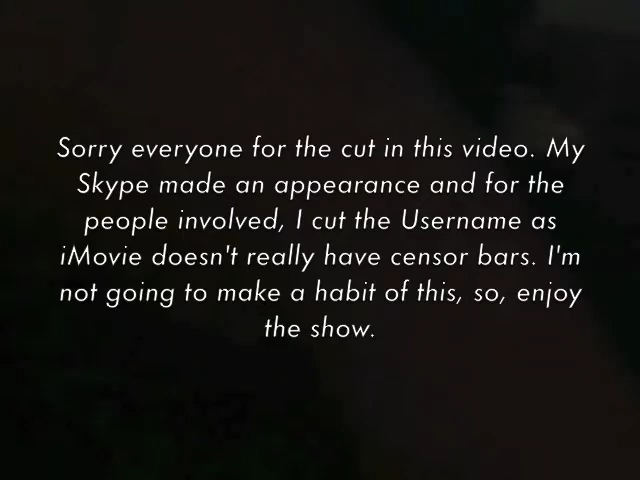 Sorry everyone for the cut in this video. My
Skype made an appearance and for the
people involved, I cut the Username as
iMovie doesn't really have censor bars. I'm
not going to make a habit of this, so, enjoy
the show.